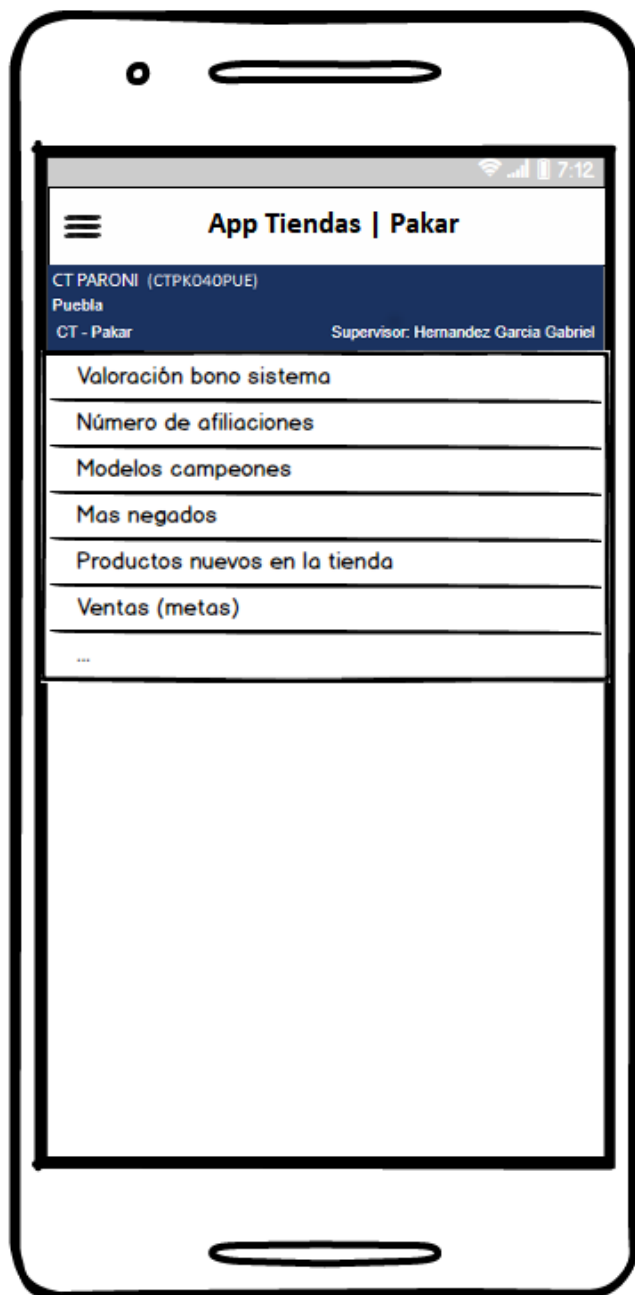 7:12
App Tiendas | Pakar
CT PARONI (CTPK040PUE)
Puebla
CT - Pakar Supervisor: Hernandez Garcia Gabriel
Valoración bono sistema
Número de afiliaciones
Modelos campeones
Mas negados
Productos nuevos en la tienda
Ventas (metas)
...